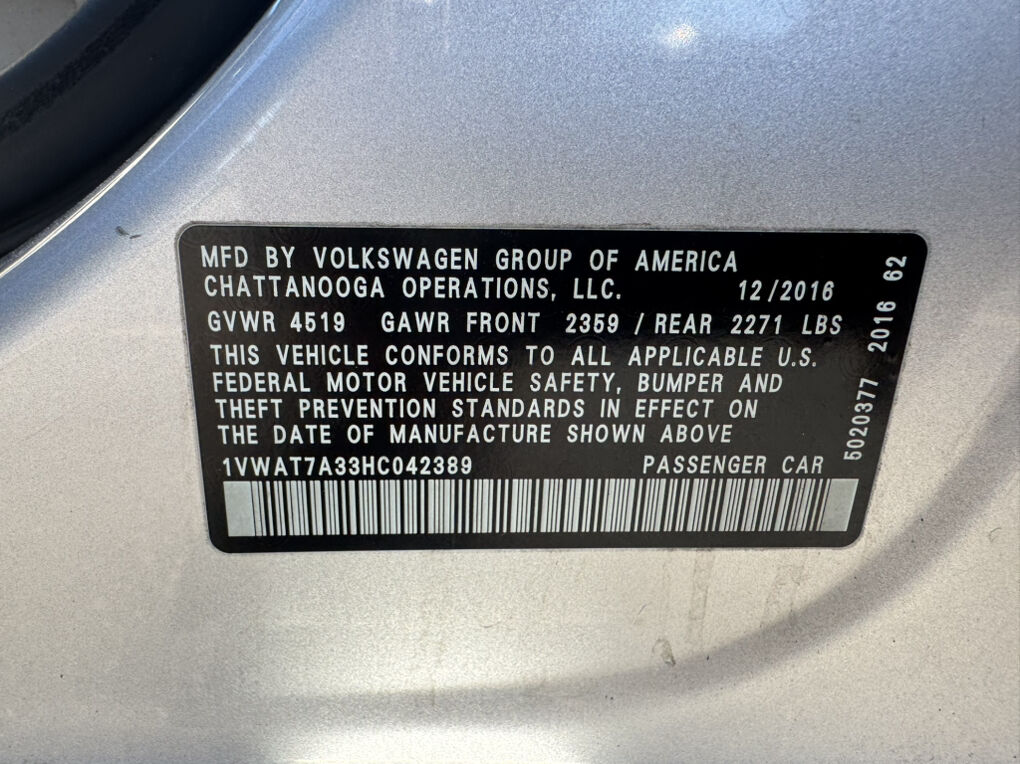 MFD BY VOLKSWAGEN GROUP OF AMERICA
CHATTANOOGA OPERATIONS, LLC. 12/2016
GVWR 4519 GAWR FRONT 2359 / REAR 2271 LBS
THIS VEHICLE CONFORMS TO ALL APPLICABLE U.S.
FEDERAL MOTOR VEHICLE SAFETY, BUMPER AND
THEFT PREVENTION STANDARDS IN EFFECT ON
THE DATE OF MANUFACTURE SHOWN ABOVE
1VWAT7A33HC042389 PASSENGER CAR
5020377 2016 62